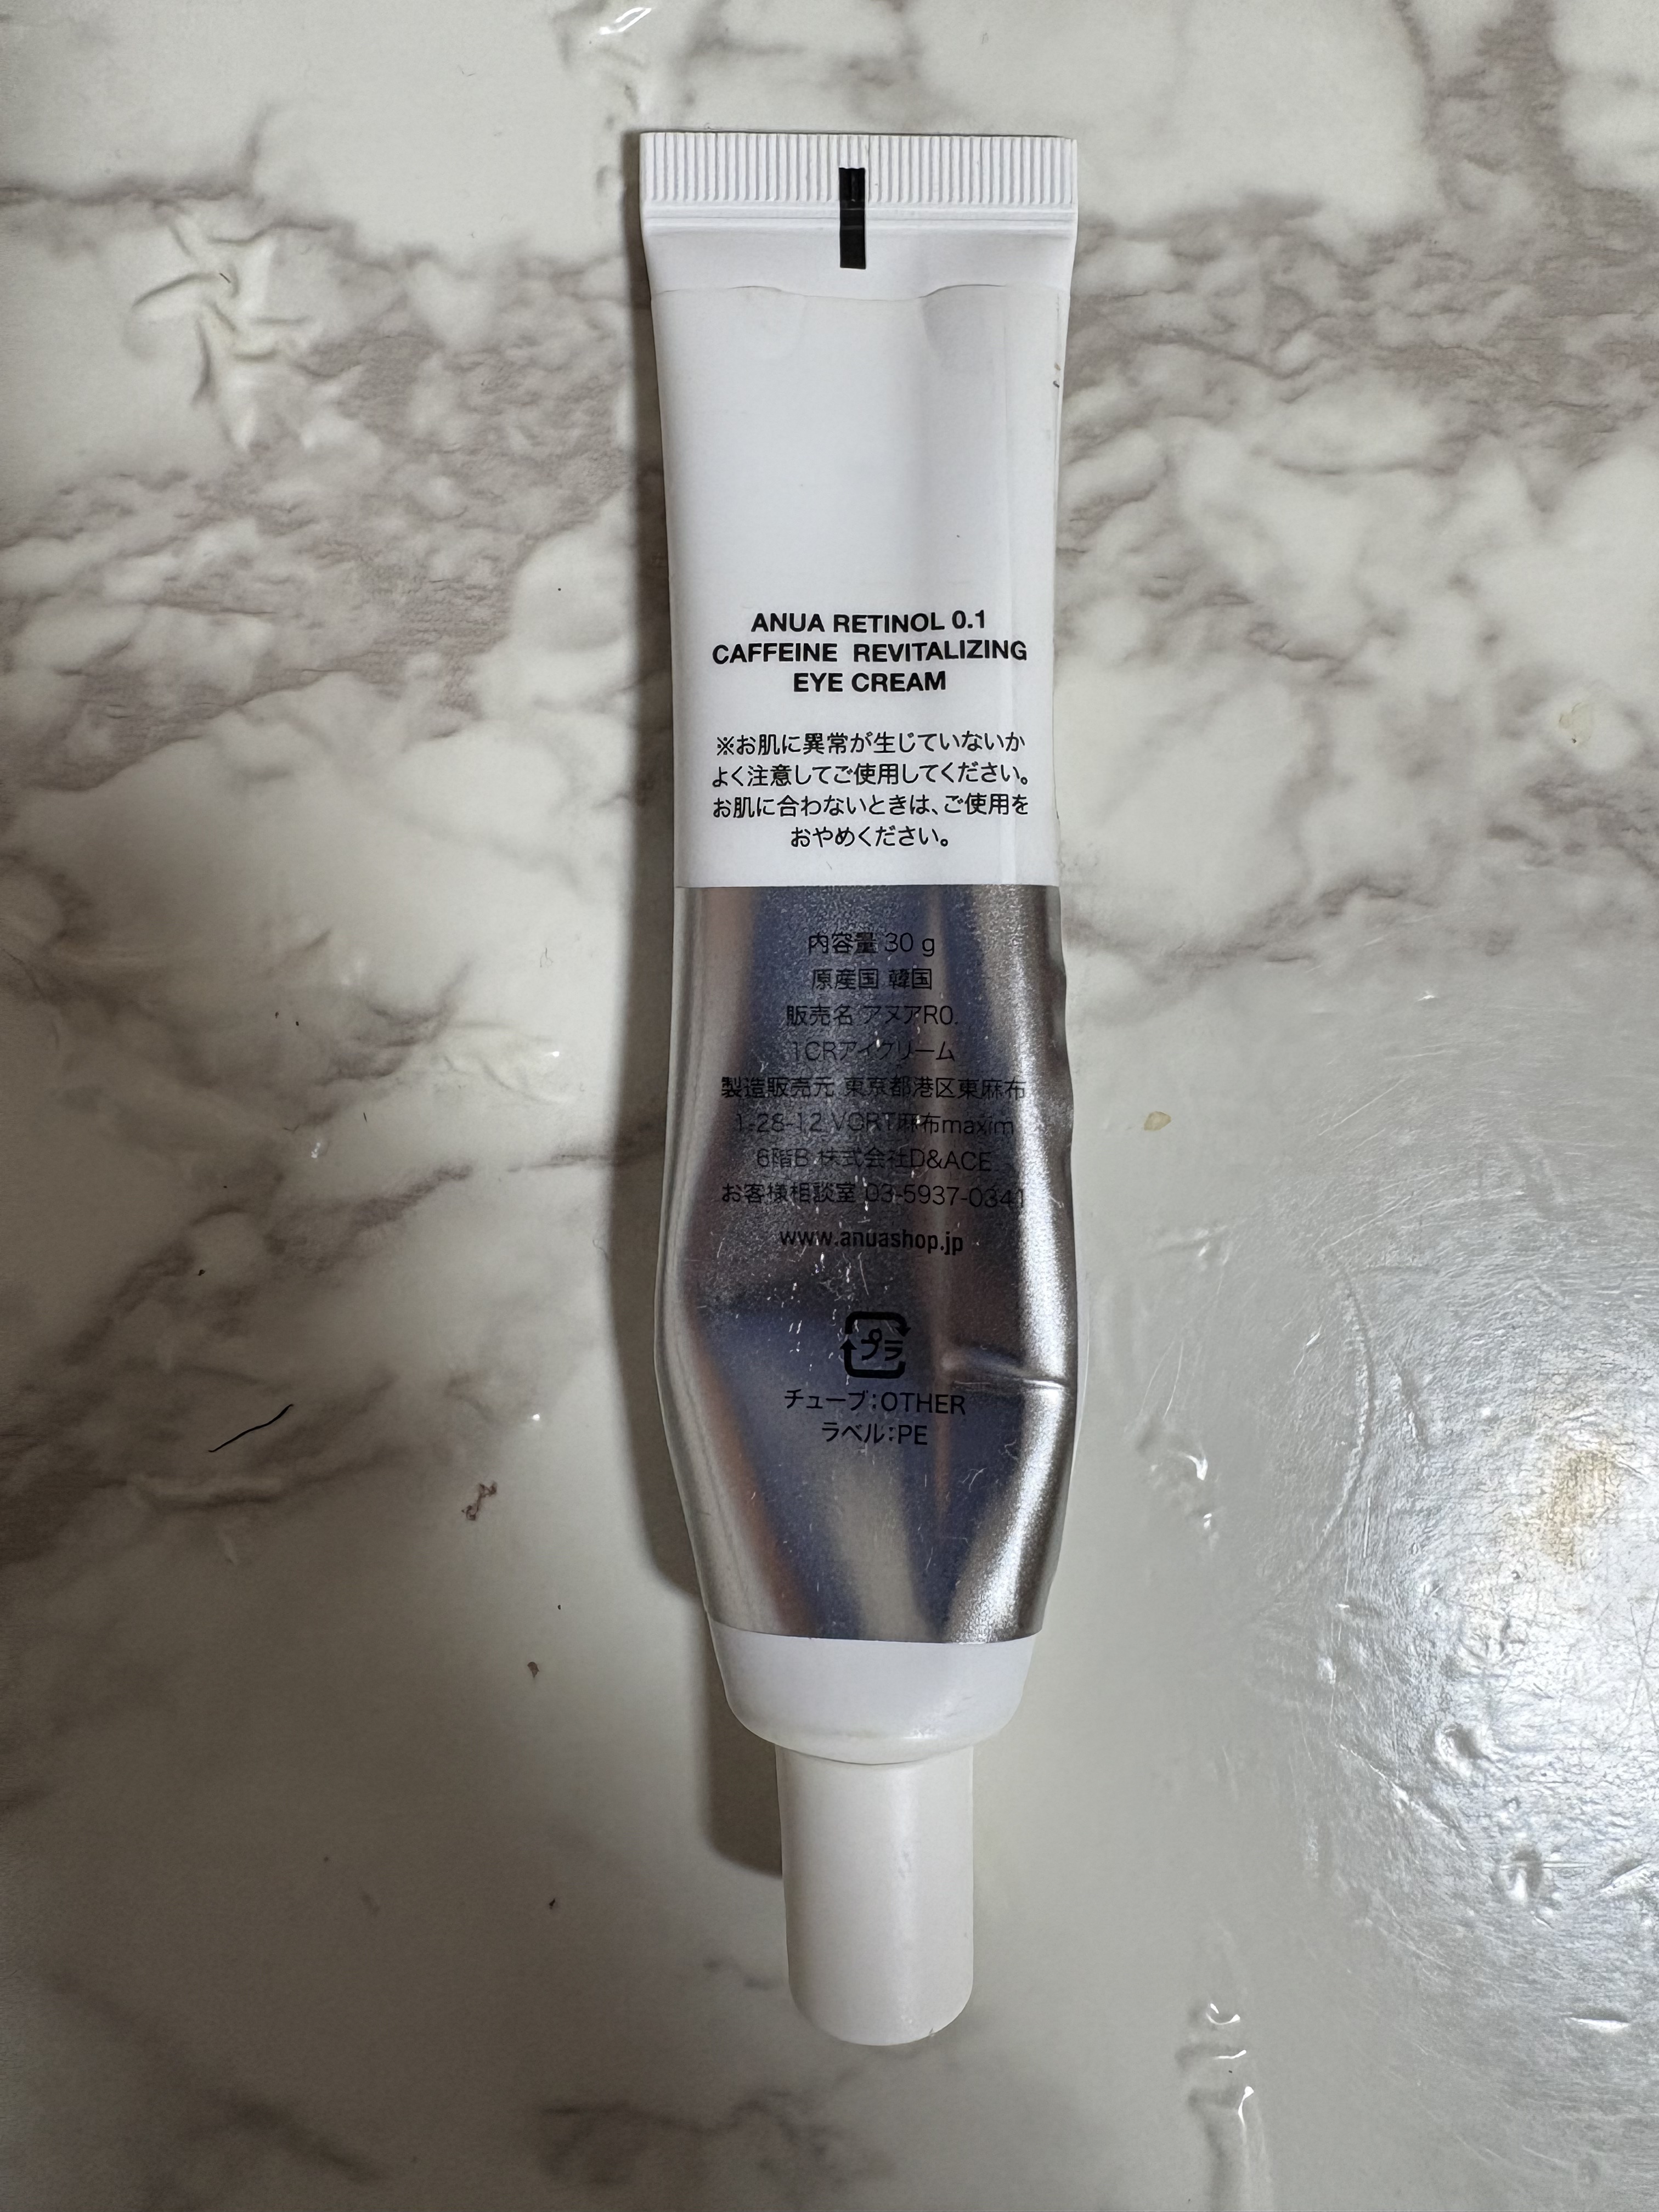 ANUA RETINOL 0.1
CAFFEINE REVITALIZING
EYE CREAM
※お肌に異常が生じていないか
よく注意してご使用してください。
お肌に合わないときは、ご使用を
おやめください。
内容量 30 g
原産国 韓国
販売名 アヌアR0.
1CRアイクリーム
製造販売元 東京都港区東麻布
1-28-12 VORT麻布maxim
6階B 株式会社D&ACE
お客様相談室 03-5937-0341
www.anuashop.jp
プラ
チューブ:OTHER
ラベル:PE